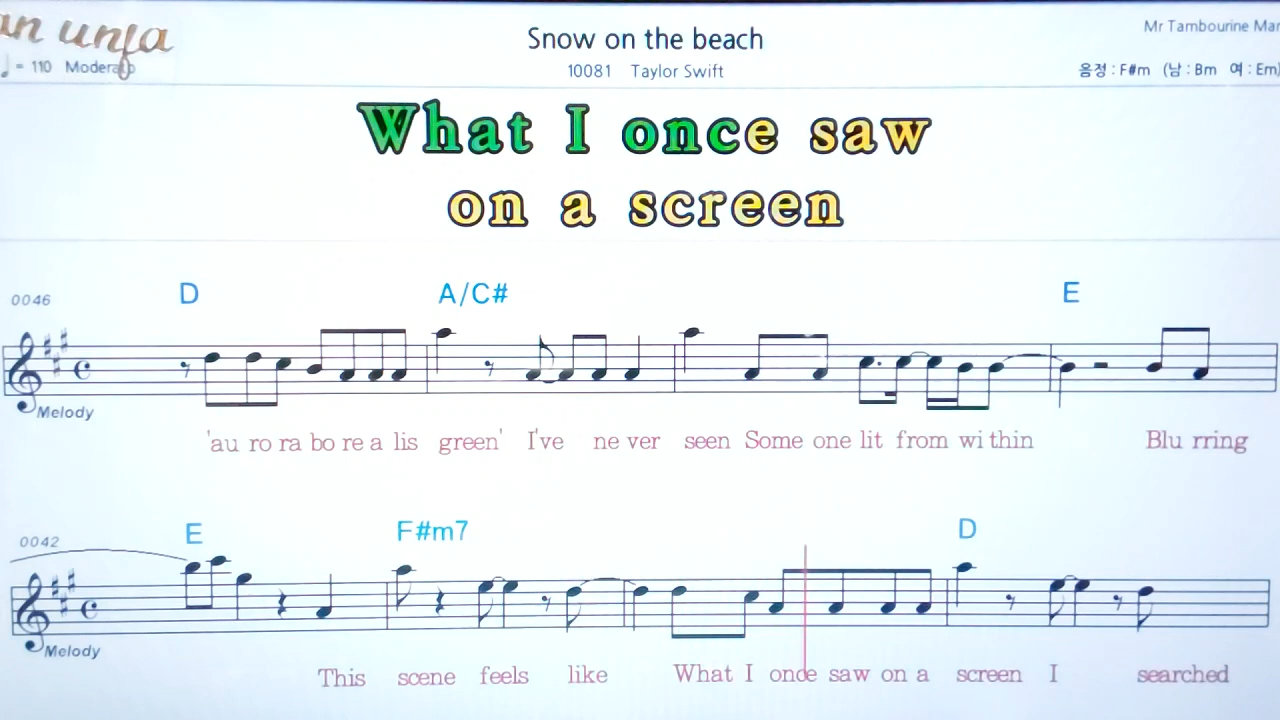 an unfa
Snow on the beach
Mr Tambourine Man
♩ = 110 Moderato
10081 Taylor Swift
음정 : F#m (남 : Bm 여 : Em)
What I once saw
on a screen
D A/C# E
0046
Melody
'au ro ra bo re a lis green' I've ne ver seen Some one lit from wi thin Blu rring
E F#m7 D
0042
Melody
This scene feels like What I once saw on a screen I searched